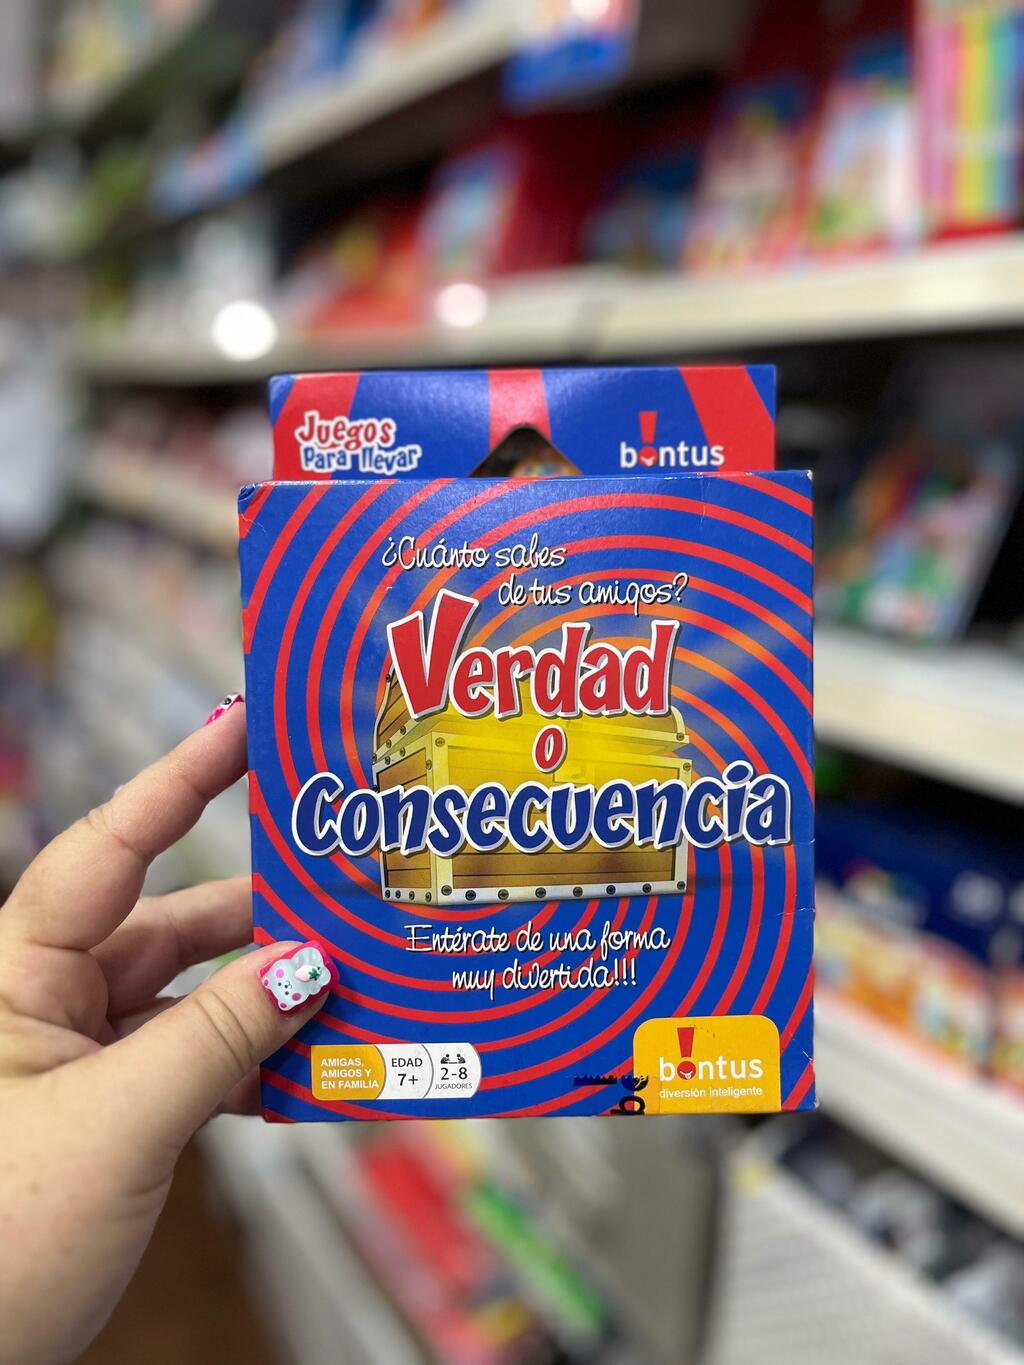 Juegos
para llevar
bontus
¿Cuánto sabes
de tus amigos?
Verdad
o
Consecuencia
Entérate de una forma
muy divertida!!!
AMIGAS,
AMIGOS Y
EN FAMILIA
EDAD
7+
2-8
JUGADORES
bontus
diversión inteligente